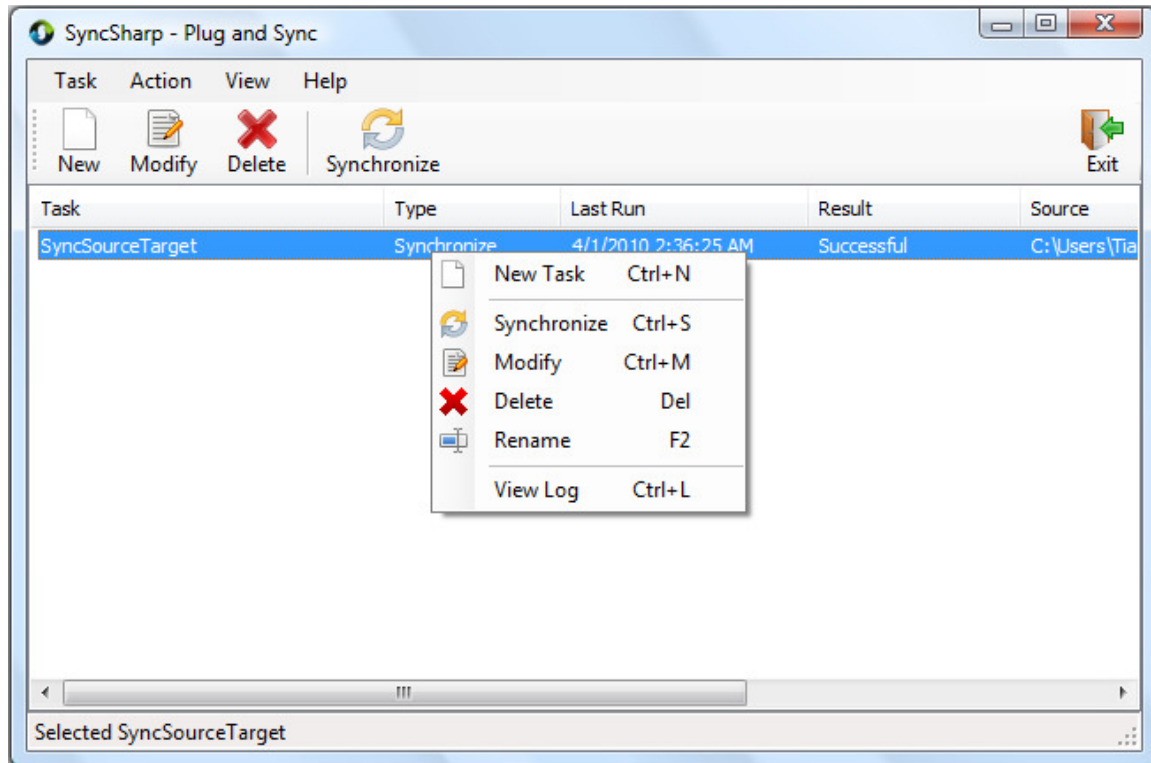 SyncSharp - Plug and Sync
Task Action View Help
New Modify Delete Synchronize Exit
Task Type Last Run Result Source
SyncSourceTarget Synchronize 4/1/2010 2:36:25 AM Successful C:\Users\Tia
New Task Ctrl+N
Synchronize Ctrl+S
Modify Ctrl+M
Delete Del
Rename F2
View Log Ctrl+L
Selected SyncSourceTarget